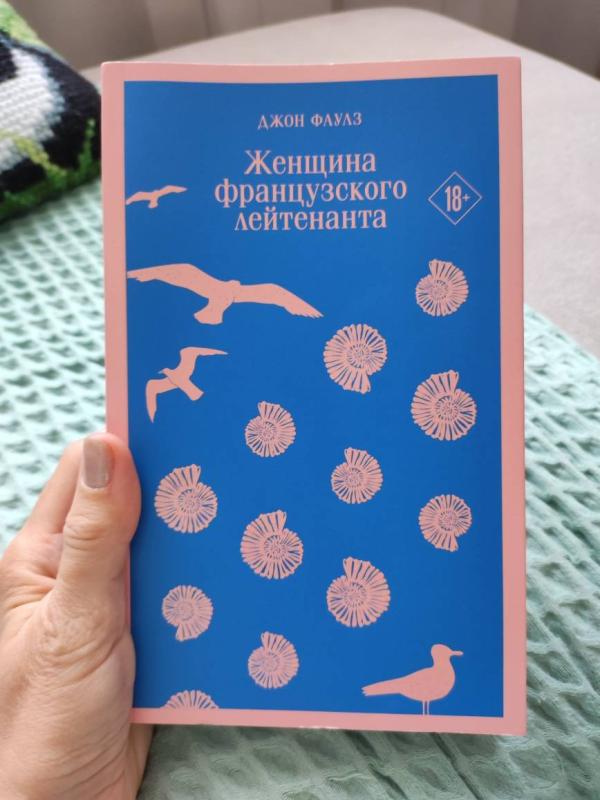 ДЖОН ФАУЛЗ
Женщина
французского
лейтенанта
18+